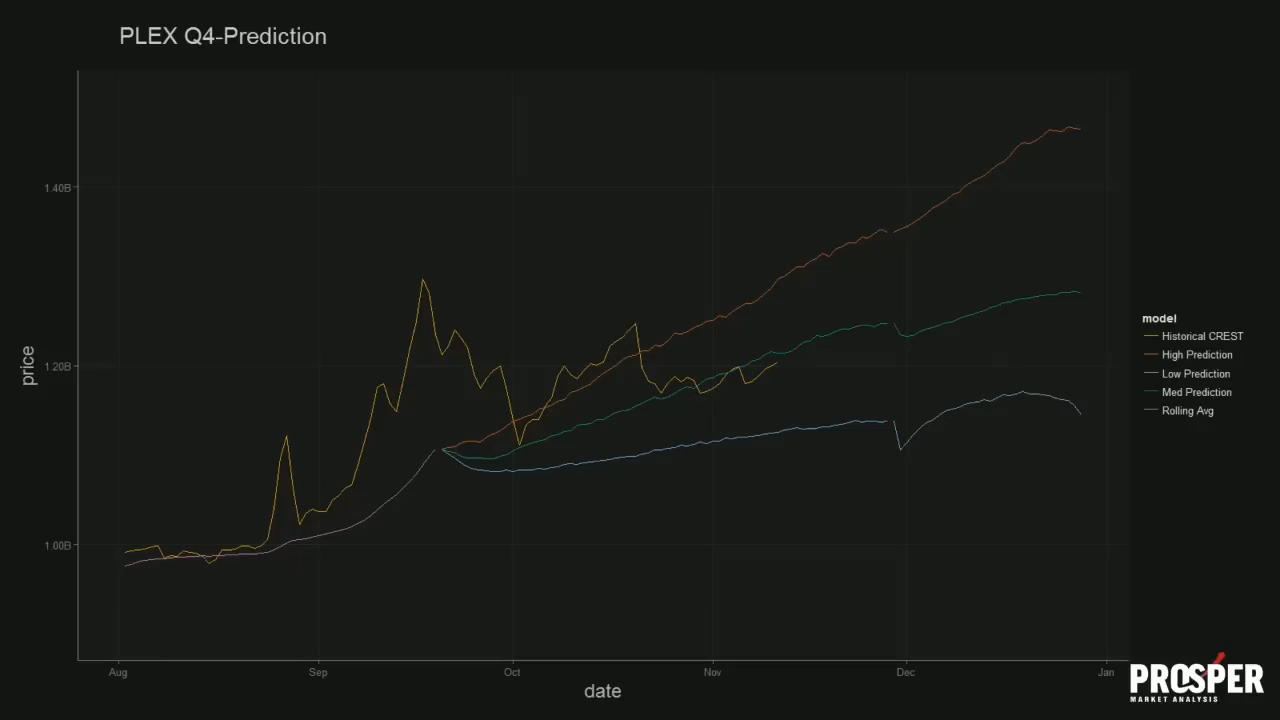 PLEX Q4-Prediction
price
1.40B
1.20B
1.00B
Aug
Sep
Oct
Nov
Dec
Jan
date
model
Historical CREST
High Prediction
Low Prediction
Med Prediction
Rolling Avg
PROSPER
MARKET ANALYSIS